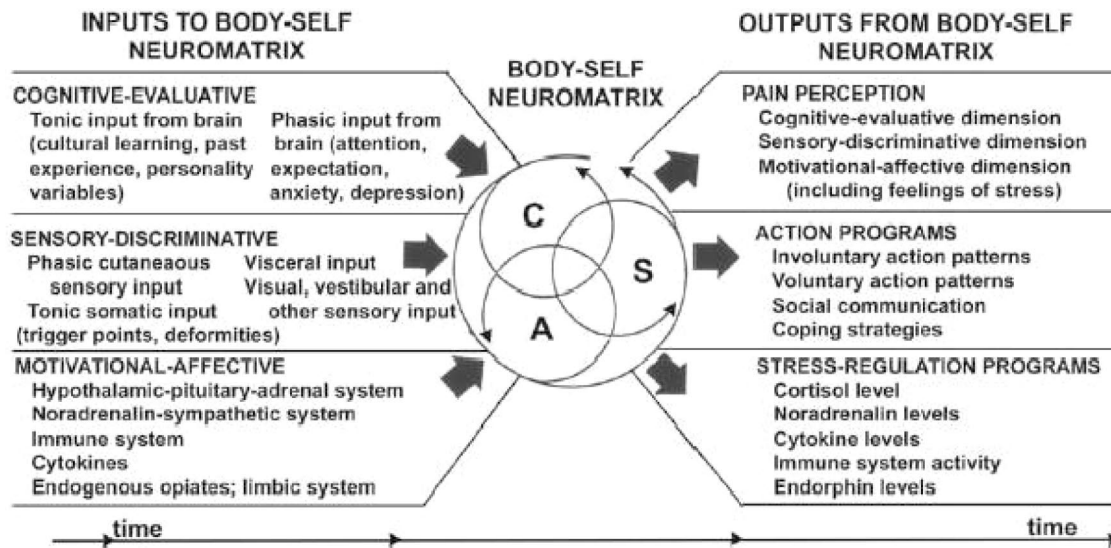 INPUTS TO BODY-SELF
NEUROMATRIX
COGNITIVE-EVALUATIVE
Tonic input from brain
(cultural learning, past
experience, personality
variables)
Phasic input from
brain (attention,
expectation,
anxiety, depression)
SENSORY-DISCRIMINATIVE
Phasic cutaneaous
sensory input
Tonic somatic input
(trigger points, deformities)
Visceral input
Visual, vestibular and
other sensory input
MOTIVATIONAL-AFFECTIVE
Hypothalamic-pituitary-adrenal system
Noradrenalin-sympathetic system
Immune system
Cytokines
Endogenous opiates; limbic system
BODY-SELF
NEUROMATRIX
C
S
A
OUTPUTS FROM BODY-SELF
NEUROMATRIX
PAIN PERCEPTION
Cognitive-evaluative dimension
Sensory-discriminative dimension
Motivational-affective dimension
(including feelings of stress)
ACTION PROGRAMS
Involuntary action patterns
Voluntary action patterns
Social communication
Coping strategies
STRESS-REGULATION PROGRAMS
Cortisol level
Noradrenalin levels
Cytokine levels
Immune system activity
Endorphin levels
time
time